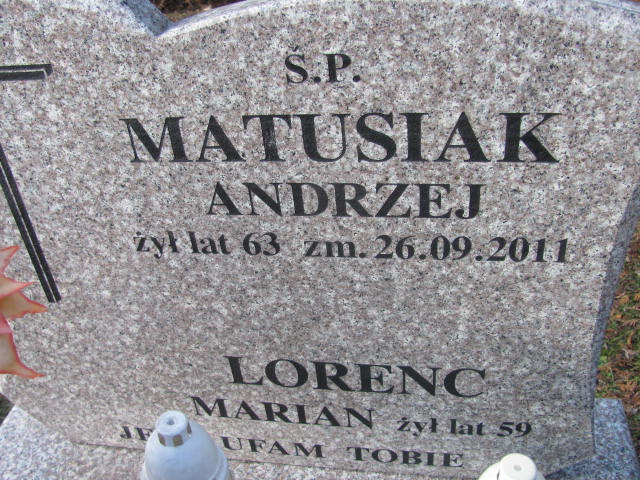 Ś.P.
MATUSIAK
ANDRZEJ
żył lat 63 zm. 26.09.2011
LORENC
MARIAN żył lat 59
UFAM TOBIE